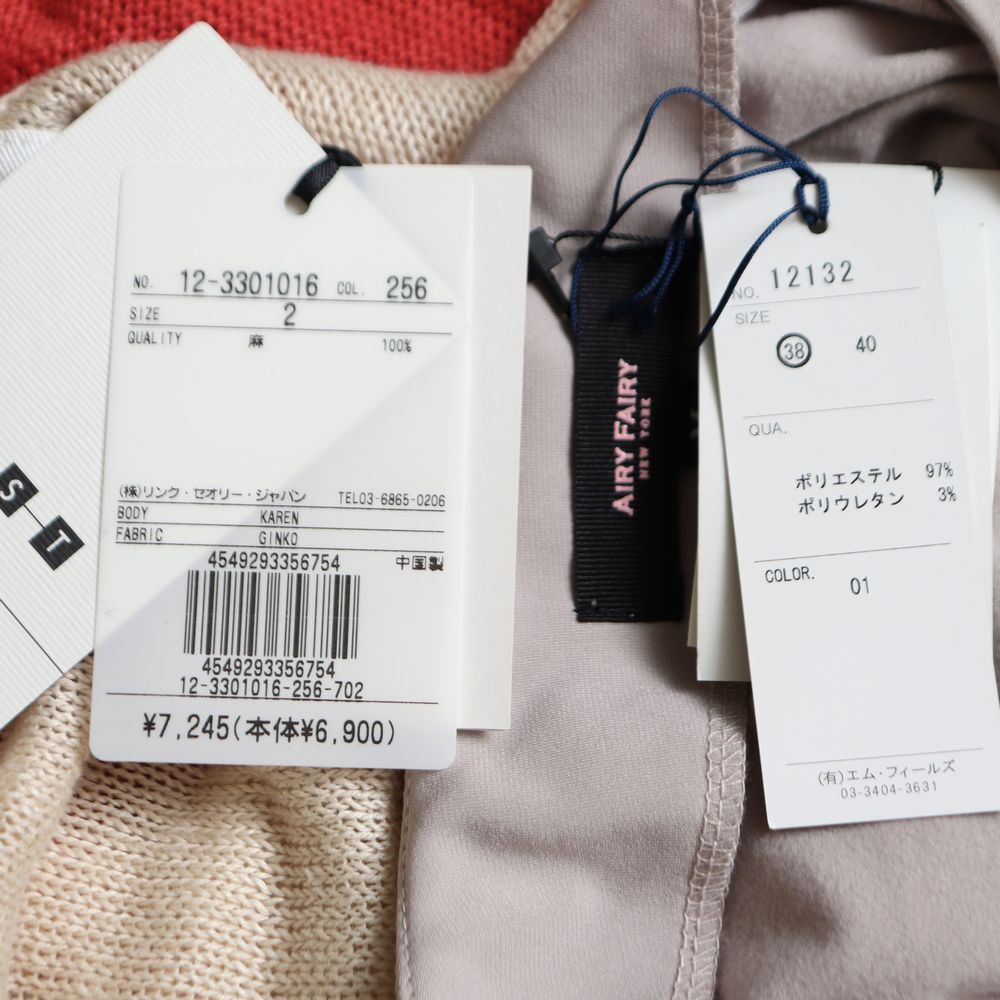 S T
NO. 12-3301016 COL. 256
SIZE 2
QUALITY 麻 100%
(株)リンク・セオリー・ジャパン TEL03-6865-0206
BODY KAREN
FABRIC GINKO
4549293356754 中国製
4549293356754
12-3301016-256-702
¥7,245(本体¥6,900)
AIRY FAIRY
NEW YORK
NO. 12132
SIZE
38 40
QUA.
ポリエステル 97%
ポリウレタン 3%
COLOR.
01
(有)エム・フィールズ
03-3404-3631